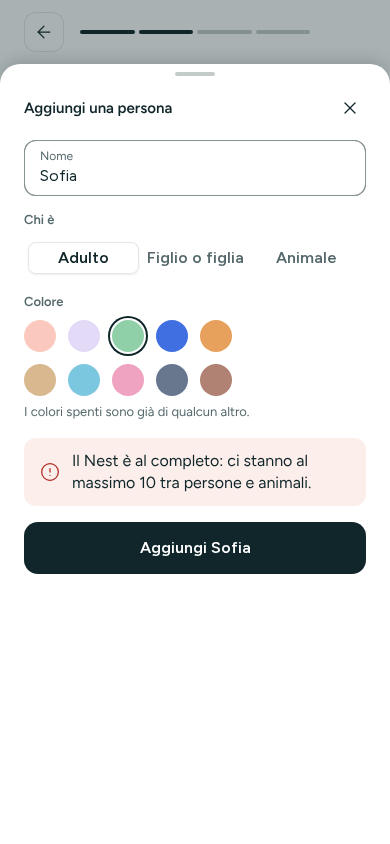 Aggiungi una persona
Nome
Sofia
Chi è
Adulto
Figlio o figlia
Animale
Colore
I colori spenti sono già di qualcun altro.
Il Nest è al completo: ci stanno al
massimo 10 tra persone e animali.
Aggiungi Sofia